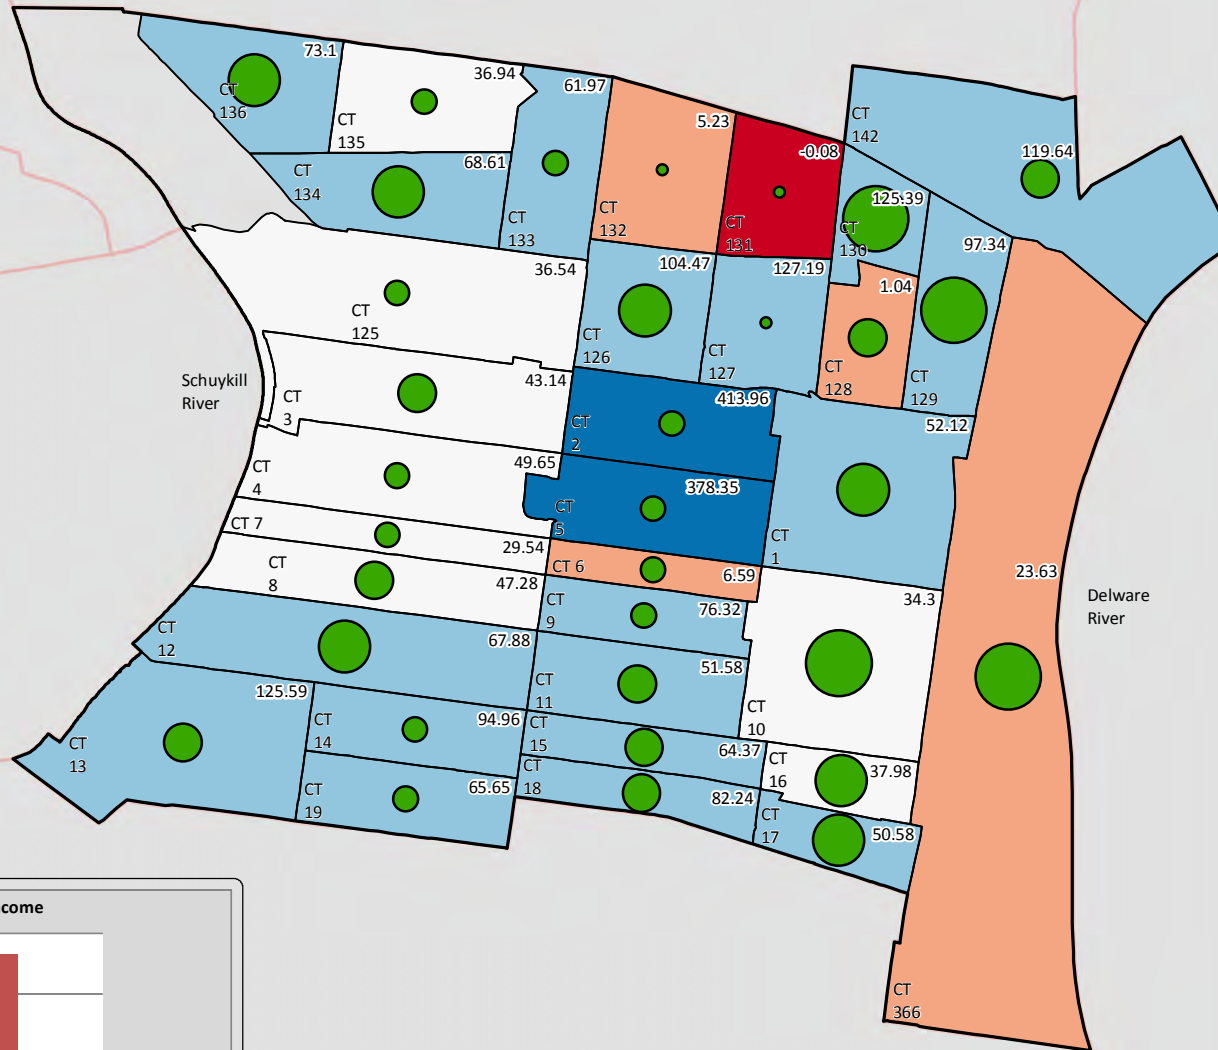 73.1
CT
136
36.94
CT
135
61.97
CT
133
68.61
CT
134
5.23
CT
132
-0.08
CT
131
CT
142
119.64
125.39
CT
130
97.34
CT
129
1.04
CT
128
127.19
CT
127
104.47
CT
126
36.54
CT
125
Schuykill
River
43.14
CT
3
413.96
CT
2
49.65
CT
4
378.35
CT
5
52.12
CT
1
CT 7
29.54
CT 6
6.59
CT
8
47.28
CT
9
76.32
34.3
CT
10
23.63
CT
366
Delware
River
CT
12
67.88
CT
11
51.58
CT
13
125.59
CT
14
94.96
CT
15
64.37
CT
16
37.98
CT
19
65.65
CT
18
82.24
CT
17
50.58
come